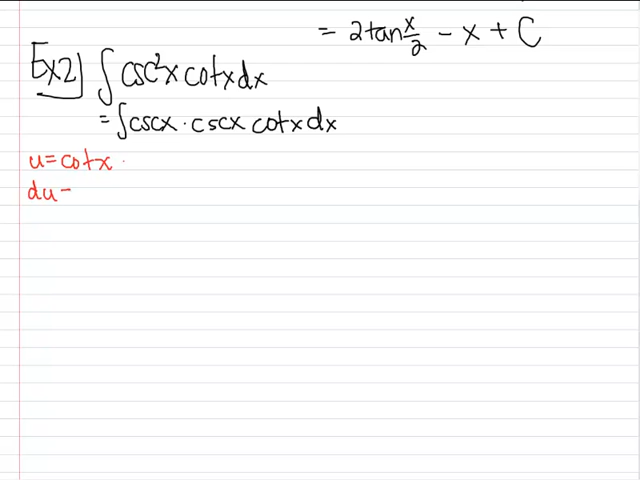 = 2tan x/2 - x + C
Ex2] ∫ csc²x cotx dx
= ∫ cscx · cscx cotx dx
u = cotx
du -